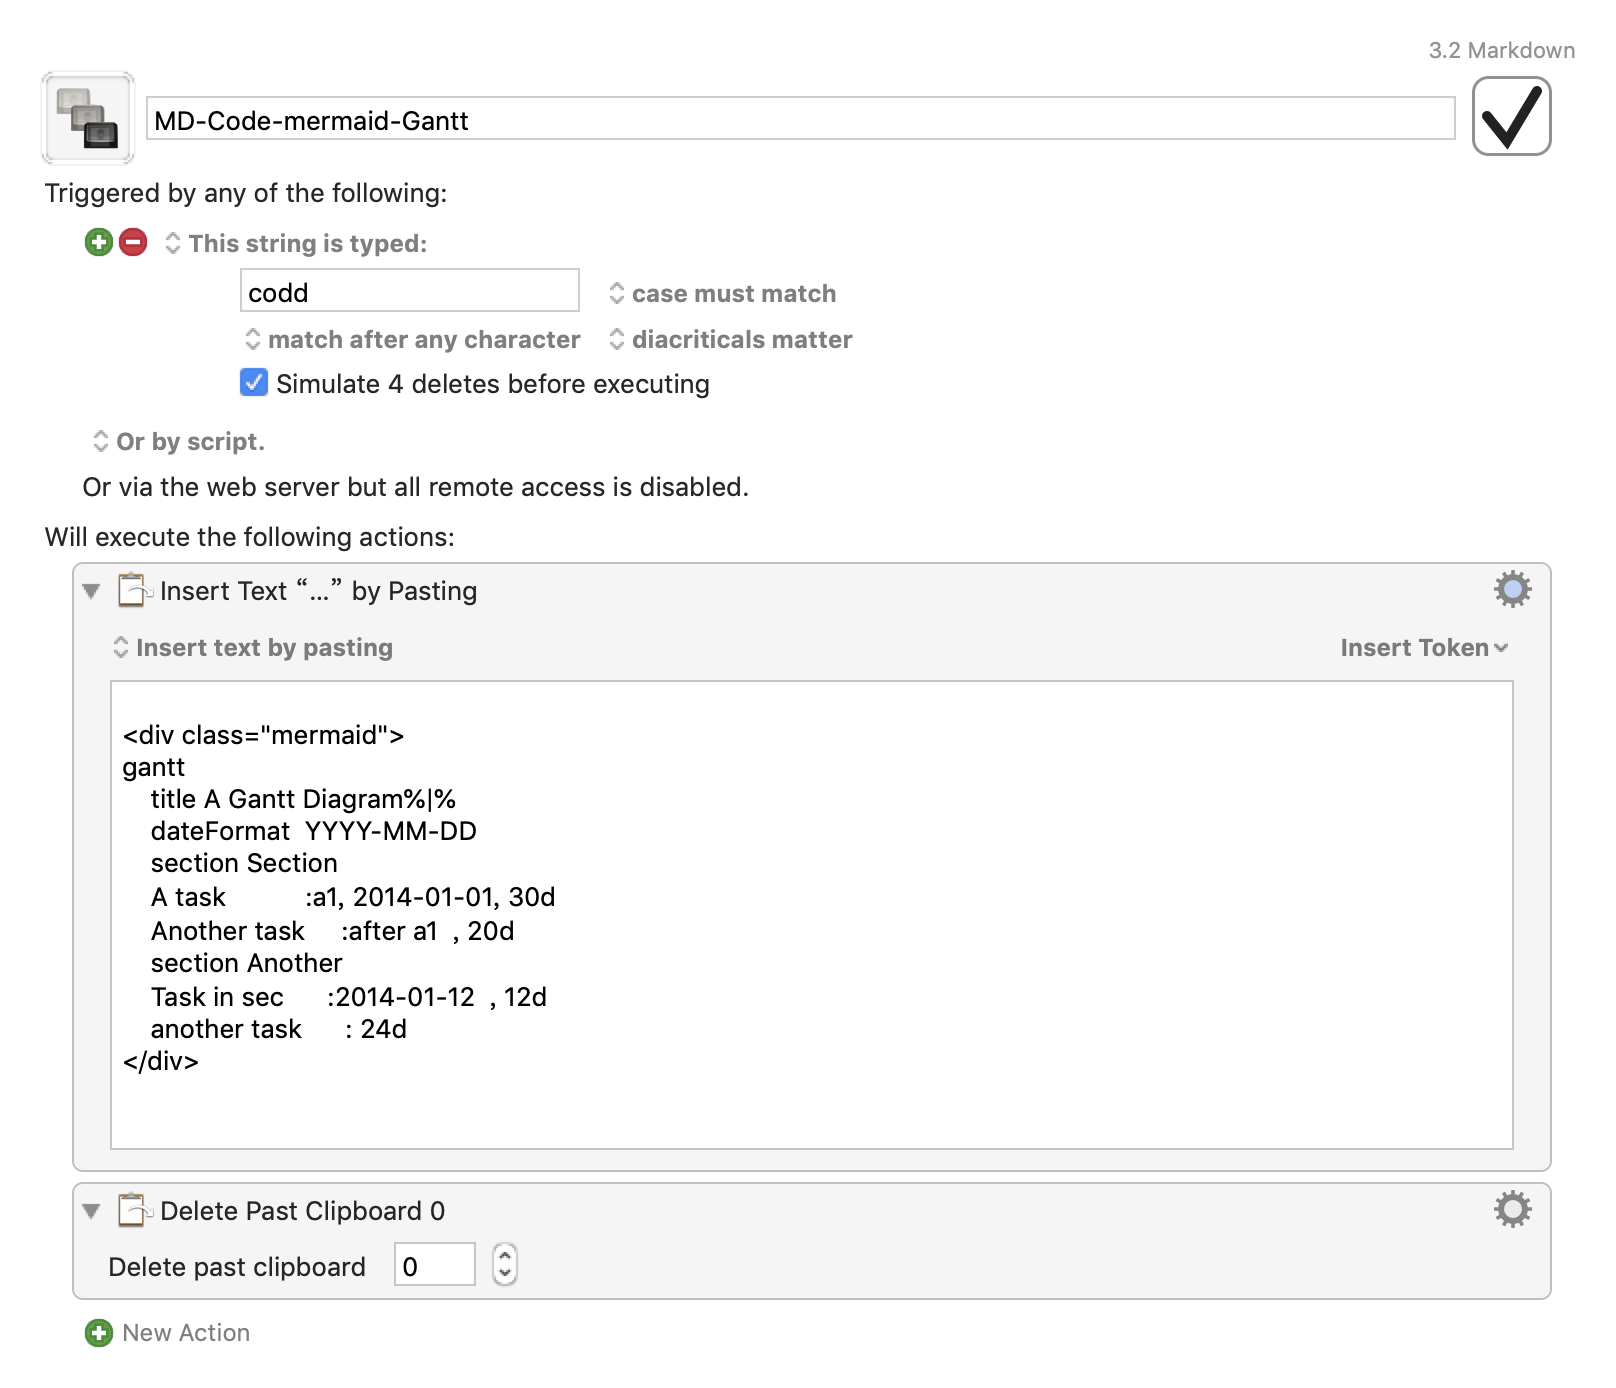 3.2 Markdown
MD-Code-mermaid-Gantt
Triggered by any of the following:
This string is typed:
codd
case must match
match after any character
diacriticals matter
Simulate 4 deletes before executing
Or by script.
Or via the web server but all remote access is disabled.
Will execute the following actions:
Insert Text “...” by Pasting
Insert text by pasting
Insert Token
<div class="mermaid">
gantt
    title A Gantt Diagram%|%
    dateFormat  YYYY-MM-DD
    section Section
    A task           :a1, 2014-01-01, 30d
    Another task     :after a1  , 20d
    section Another
    Task in sec      :2014-01-12  , 12d
    another task      : 24d
</div>
Delete Past Clipboard 0
Delete past clipboard 0
New Action